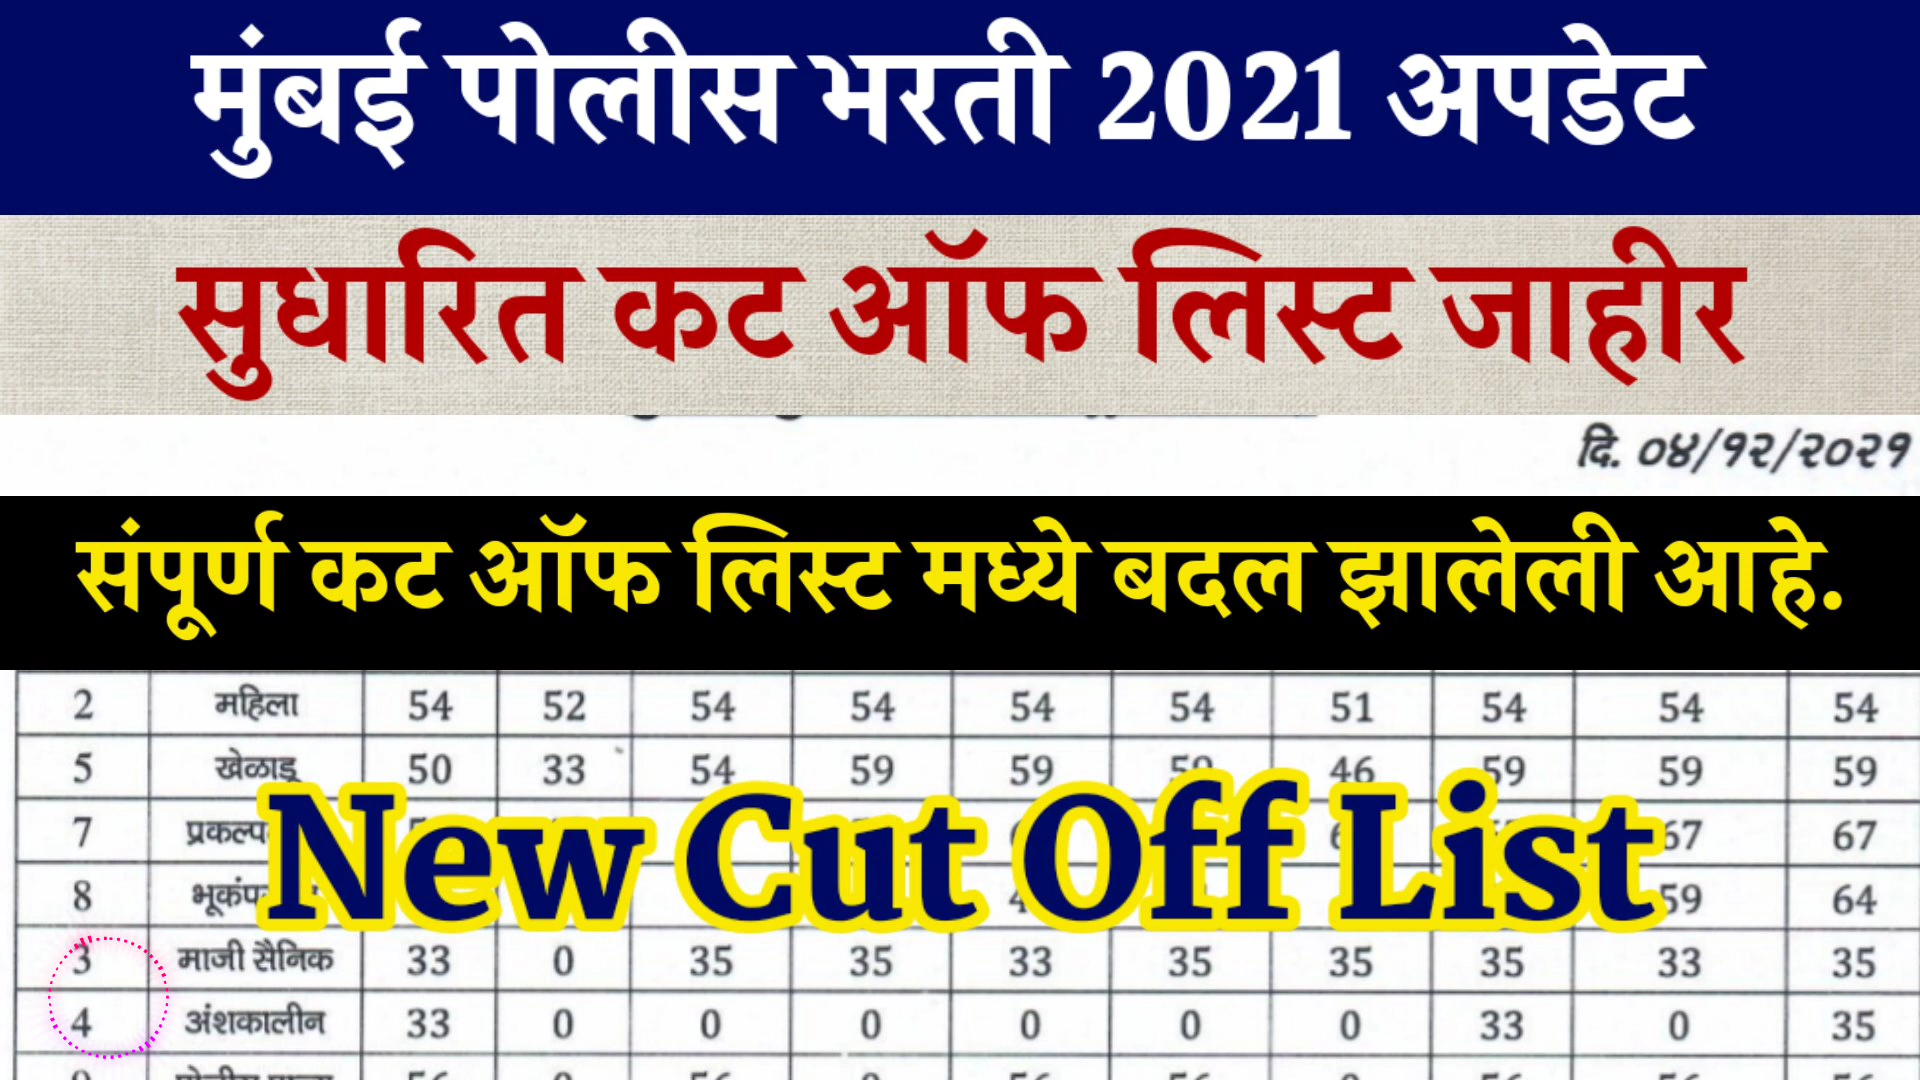 मुंबई पोलीस भरती 2021 अपडेट
सुधारित कट ऑफ लिस्ट जाहीर
दि. ०४/१२/२०२१
संपूर्ण कट ऑफ लिस्ट मध्ये बदल झालेली आहे.
2 महिला 54 52 54 54 54 54 51 54 54 54
5 खेळाडू 50 33 54 59 59 59 46 59 59 59
7 67 67
New Cut Off List
8 59 64
3 माजी सैनिक 33 0 35 35 33 35 35 35 33 35
4 अंशकालीन 33 0 0 0 0 0 0 33 0 35